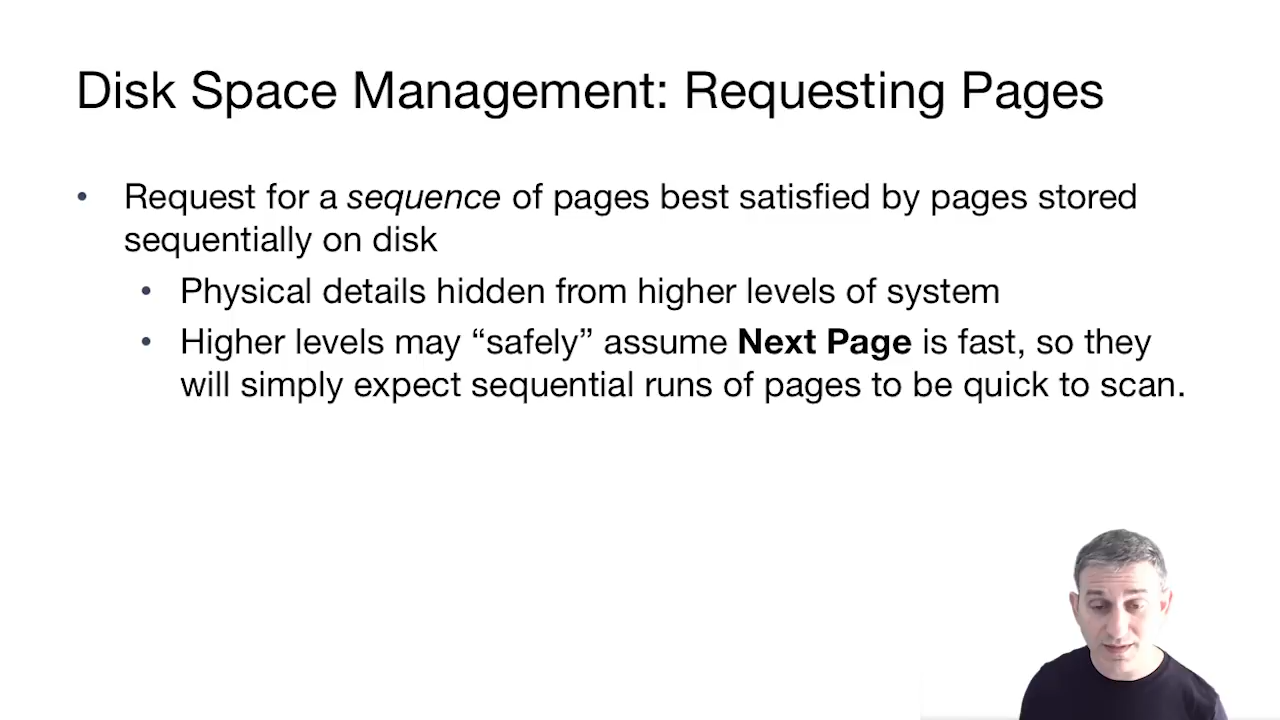 Disk Space Management: Requesting Pages
• Request for a sequence of pages best satisfied by pages stored
sequentially on disk
• Physical details hidden from higher levels of system
• Higher levels may “safely” assume Next Page is fast, so they
will simply expect sequential runs of pages to be quick to scan.